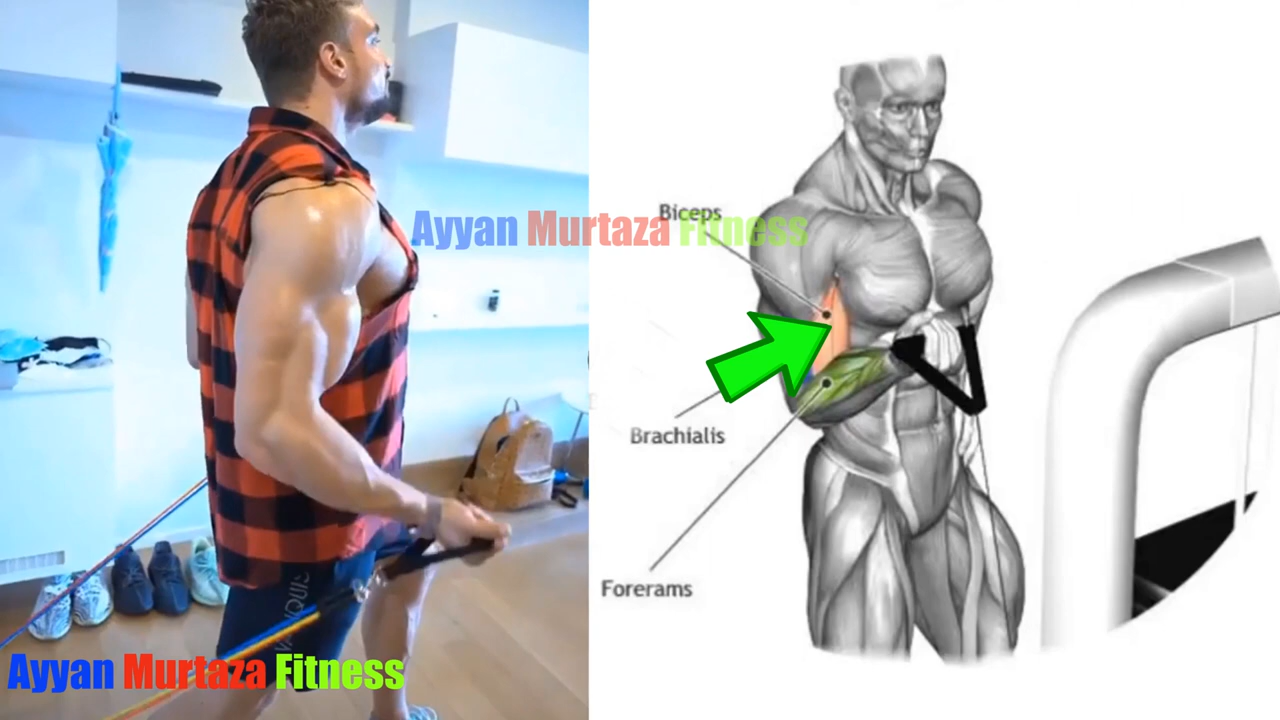 Biceps
Ayyan Murtaza Fitness
Brachialis
Forerams
Ayyan Murtaza Fitness